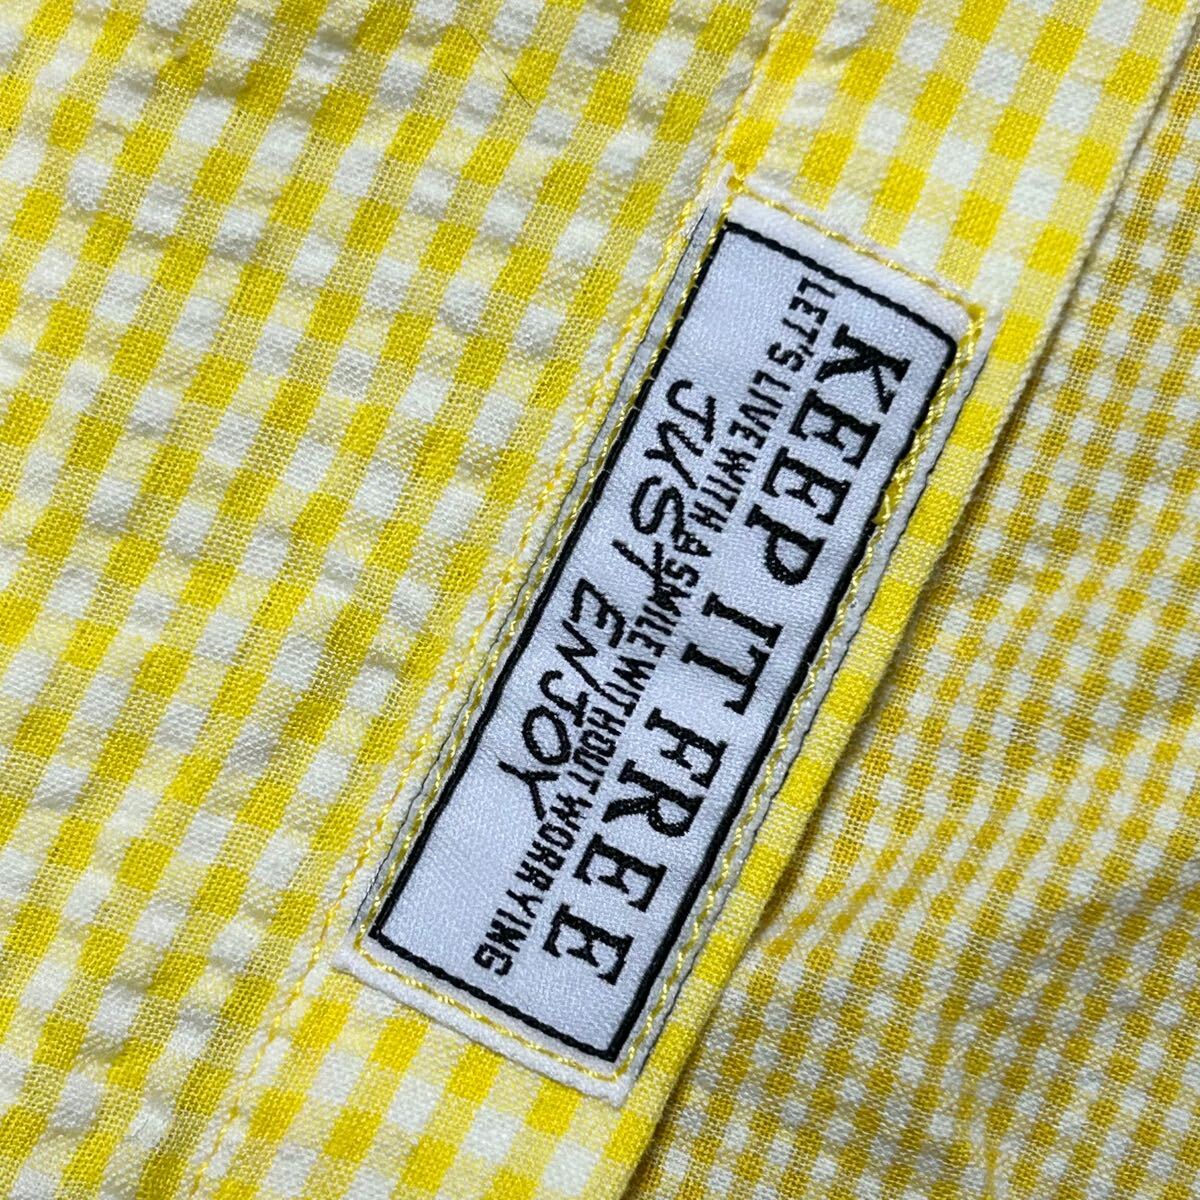 KEEP IT FREE
LET'S LIVE WITH A SMILE WITHOUT WORRYING
JUST ENJOY